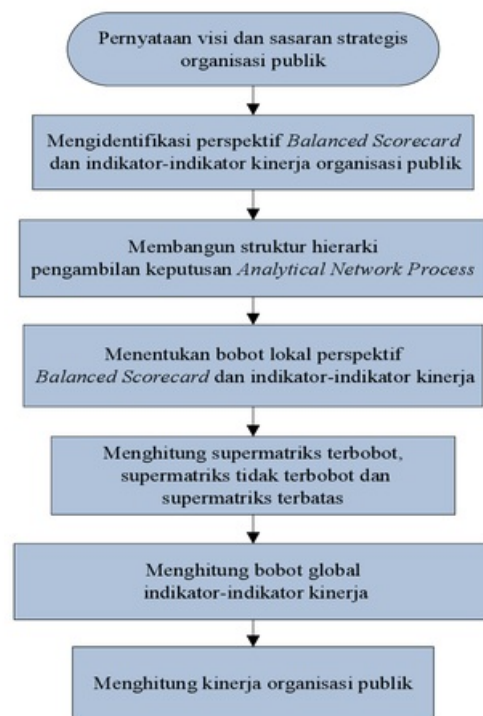 Pernyataan visi dan sasaran strategis
organisasi publik
Mengidentifikasi perspektif Balanced Scorecard
dan indikator-indikator kinerja organisasi publik
Membangun struktur hierarki
pengambilan keputusan Analytical Network Process
Menentukan bobot lokal perspektif
Balanced Scorecard dan indikator-indikator kinerja
Menghitung supermatriks terbobot,
supermatriks tidak terbobot dan
supermatriks terbatas
Menghitung bobot global
indikator-indikator kinerja
Menghitung kinerja organisasi publik